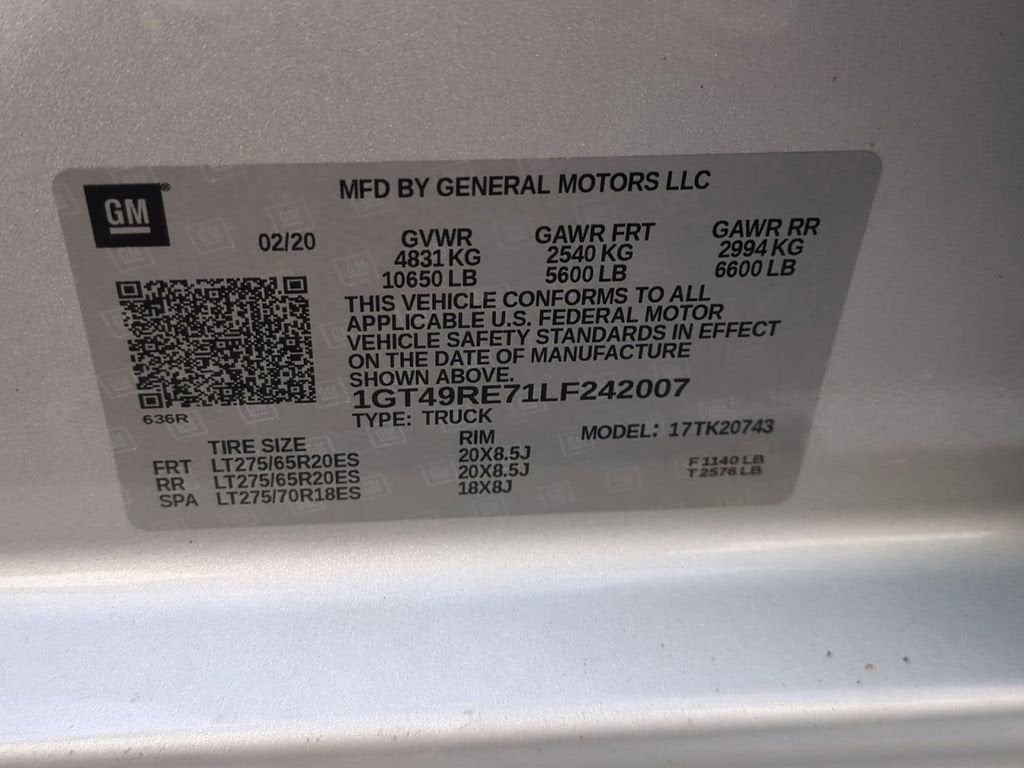 GM®
MFD BY GENERAL MOTORS LLC
02/20
GVWR
4831 KG
10650 LB
GAWR FRT
2540 KG
5600 LB
GAWR RR
2994 KG
6600 LB
THIS VEHICLE CONFORMS TO ALL
APPLICABLE U.S. FEDERAL MOTOR
VEHICLE SAFETY STANDARDS IN EFFECT
ON THE DATE OF MANUFACTURE
SHOWN ABOVE.
1GT49RE71LF242007
636R
TYPE: TRUCK
MODEL: 17TK20743
TIRE SIZE RIM
FRT LT275/65R20ES 20X8.5J
RR LT275/65R20ES 20X8.5J
SPA LT275/70R18ES 18X8J
F 1140 LB
T 2576 LB